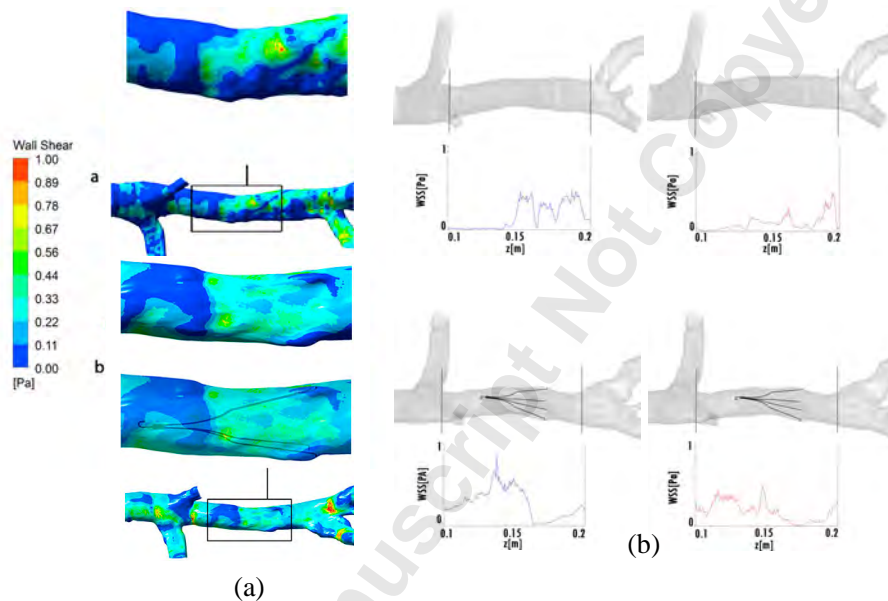 Wall Shear
1.00
0.89
0.78
0.67
0.56
0.44
0.33
0.22
0.11
0.00
[Pa]
a
b
(a)
1
WSS[Pa]
0
0.1 0.15 0.2
z[m]
1
WSS[Pa]
0
0.1 0.15 0.2
z[m]
1
WSS[PA]
0
0.1 0.15 0.2
z[m]
1
WSS[Pa]
0
0.1 0.15 0.2
z[m]
(b)
nuscript Not Copye